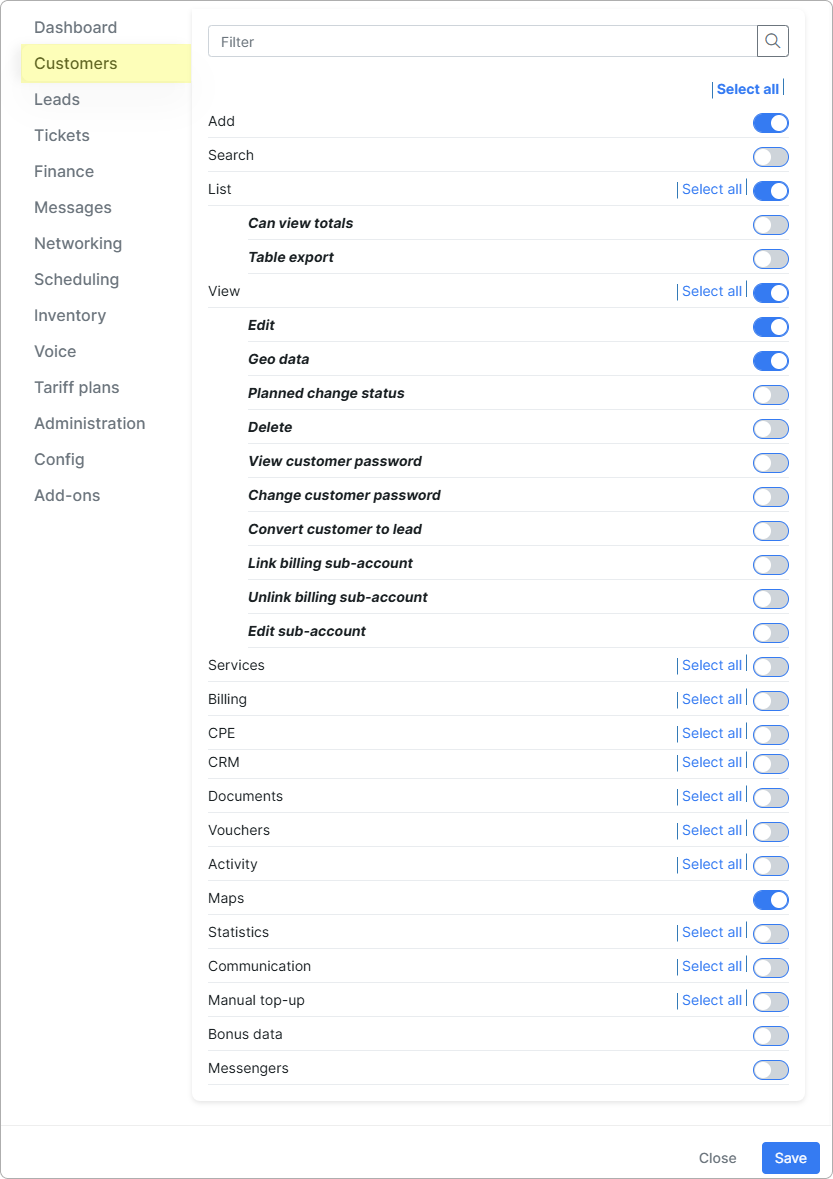 Dashboard
Customers
Leads
Tickets
Finance
Messages
Networking
Scheduling
Inventory
Voice
Tariff plans
Administration
Config
Add-ons
Filter
Select all
Add
Search
List Select all
Can view totals
Table export
View Select all
Edit
Geo data
Planned change status
Delete
View customer password
Change customer password
Convert customer to lead
Link billing sub-account
Unlink billing sub-account
Edit sub-account
Services Select all
Billing Select all
CPE Select all
CRM Select all
Documents Select all
Vouchers Select all
Activity Select all
Maps
Statistics Select all
Communication Select all
Manual top-up Select all
Bonus data
Messengers
Close Save